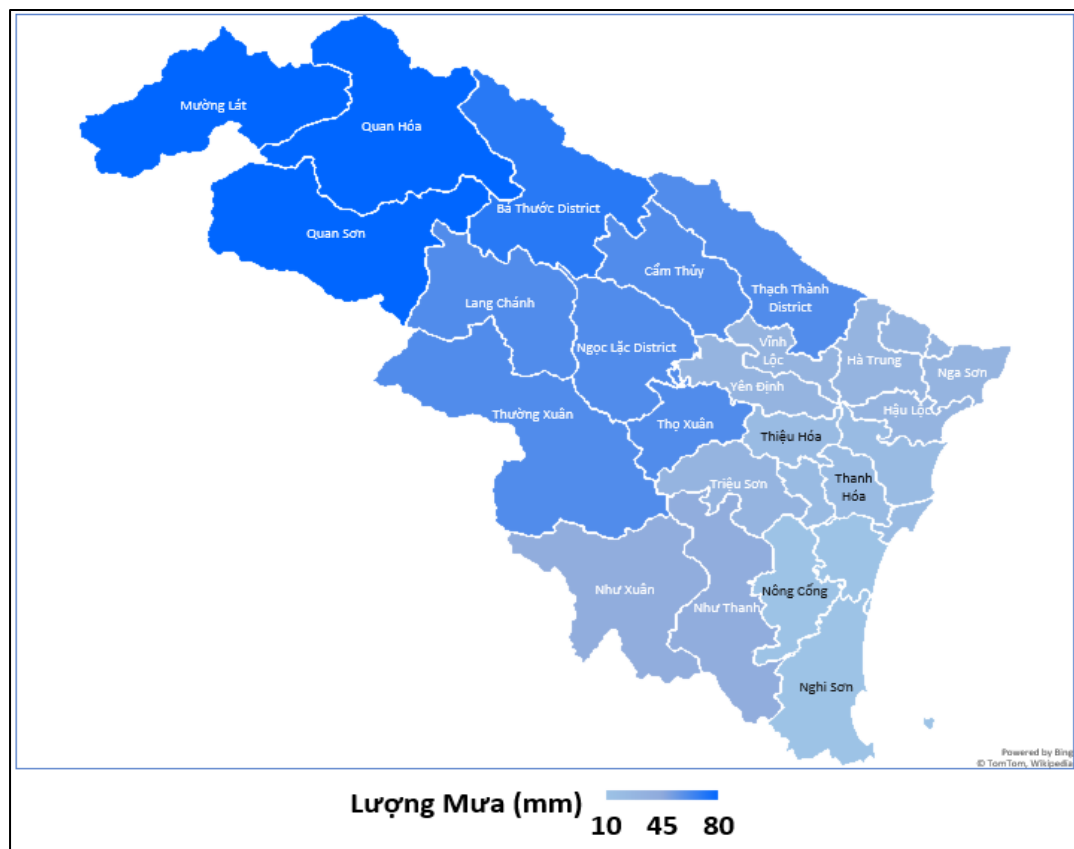 Mường Lát
Quan Hóa
Bá Thước District
Quan Sơn
Cẩm Thủy
Thạch Thành
District
Lang Chánh
Ngọc Lặc District
Vĩnh
Lộc
Hà Trung
Nga Sơn
Yên Định
Hậu Lộc
Thường Xuân
Thọ Xuân
Thiệu Hóa
Triệu Sơn
Thanh
Hóa
Như Xuân
Như Thanh
Nông Cống
Nghi Sơn
Powered by Bing
© TomTom, Wikipedia
Lượng Mưa (mm)
10 45 80